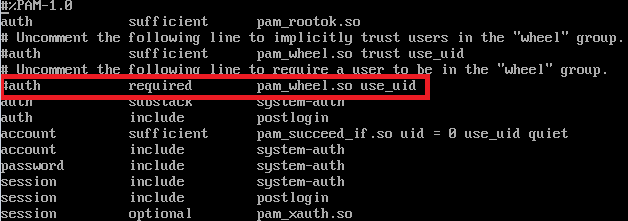 #%PAM-1.0
auth sufficient pam_rootok.so
# Uncomment the following line to implicitly trust users in the "wheel" group.
#auth sufficient pam_wheel.so trust use_uid
# Uncomment the following line to require a user to be in the "wheel" group.
#auth required pam_wheel.so use_uid
auth substack system-auth
auth include postlogin
account sufficient pam_succeed_if.so uid = 0 use_uid quiet
account include system-auth
password include system-auth
session include system-auth
session include postlogin
session optional pam_xauth.so